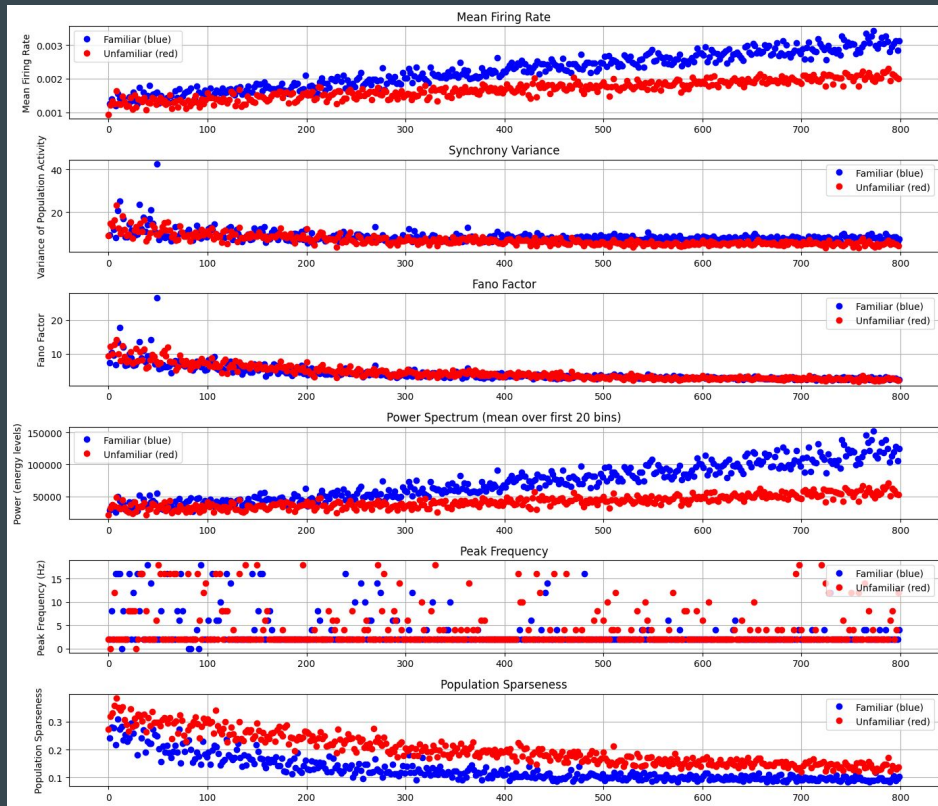 Mean Firing Rate
Mean Firing Rate
0.003
0.002
0.001
Familiar (blue)
Unfamiliar (red)
0 100 200 300 400 500 600 700 800
Synchrony Variance
Variance of Population Activity
40
20
Familiar (blue)
Unfamiliar (red)
0 100 200 300 400 500 600 700 800
Fano Factor
Fano Factor
20
10
Familiar (blue)
Unfamiliar (red)
0 100 200 300 400 500 600 700 800
Power Spectrum (mean over first 20 bins)
Power (energy levels)
150000
100000
50000
Familiar (blue)
Unfamiliar (red)
0 100 200 300 400 500 600 700 800
Peak Frequency
Peak Frequency (Hz)
15
10
5
0
Familiar (blue)
Unfamiliar (red)
0 100 200 300 400 500 600 700 800
Population Sparseness
Population Sparseness
0.3
0.2
0.1
Familiar (blue)
Unfamiliar (red)
0 100 200 300 400 500 600 700 800